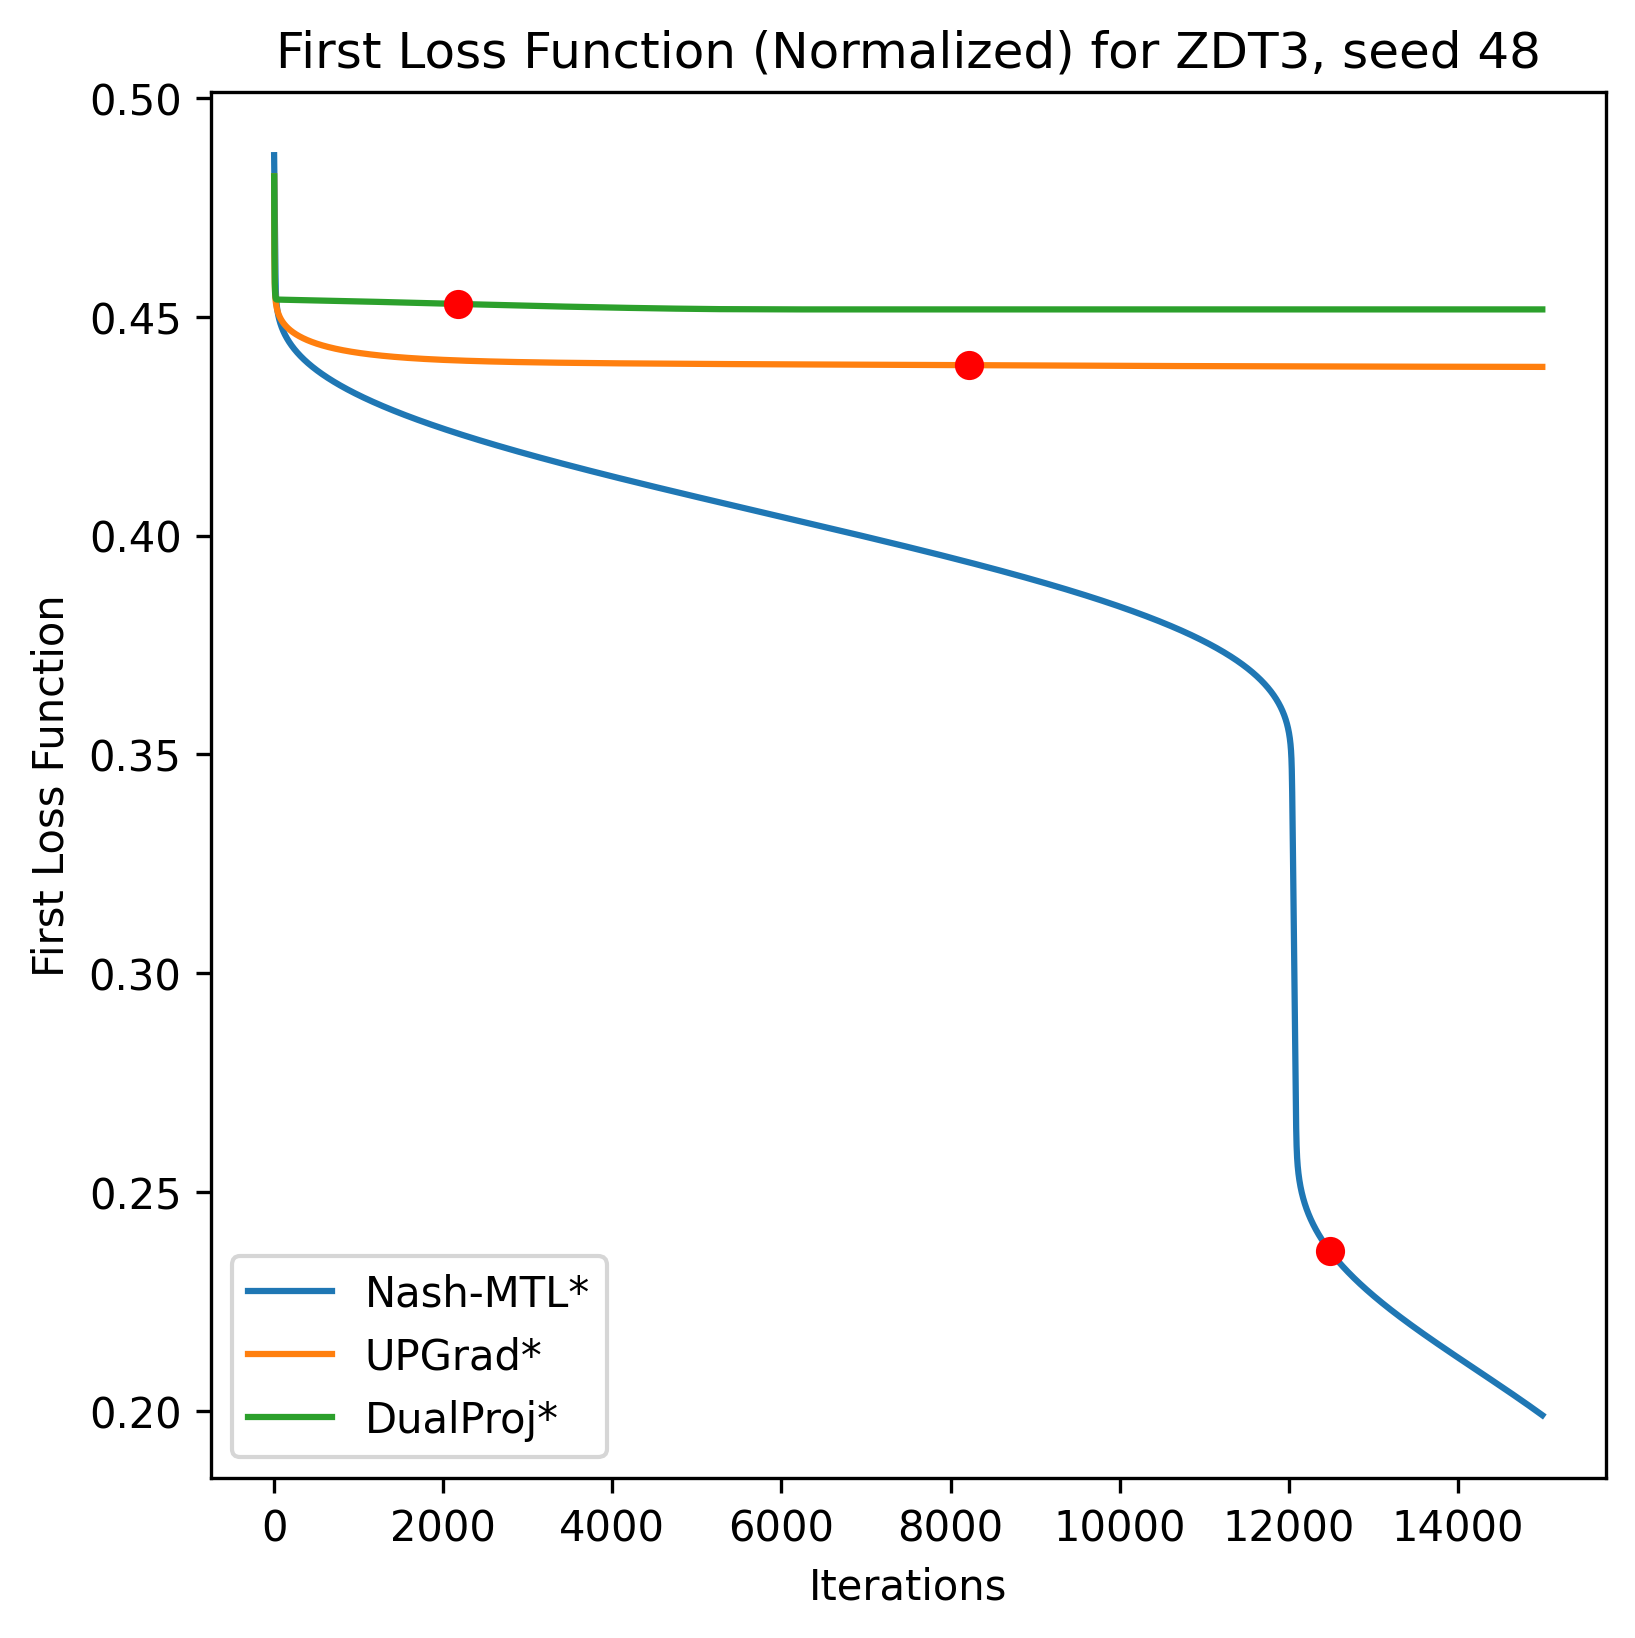 First Loss Function (Normalized) for ZDT3, seed 48
0.50
0.45
0.40
0.35
0.30
0.25
0.20
First Loss Function
Nash-MTL*
UPGrad*
DualProj*
0 2000 4000 6000 8000 10000 12000 14000
Iterations